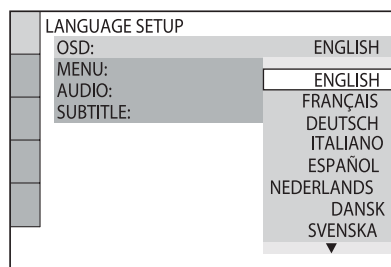 LANGUAGE SETUP
OSD: ENGLISH
MENU:
AUDIO:
SUBTITLE:
ENGLISH
FRANÇAIS
DEUTSCH
ITALIANO
ESPAÑOL
NEDERLANDS
DANSK
SVENSKA